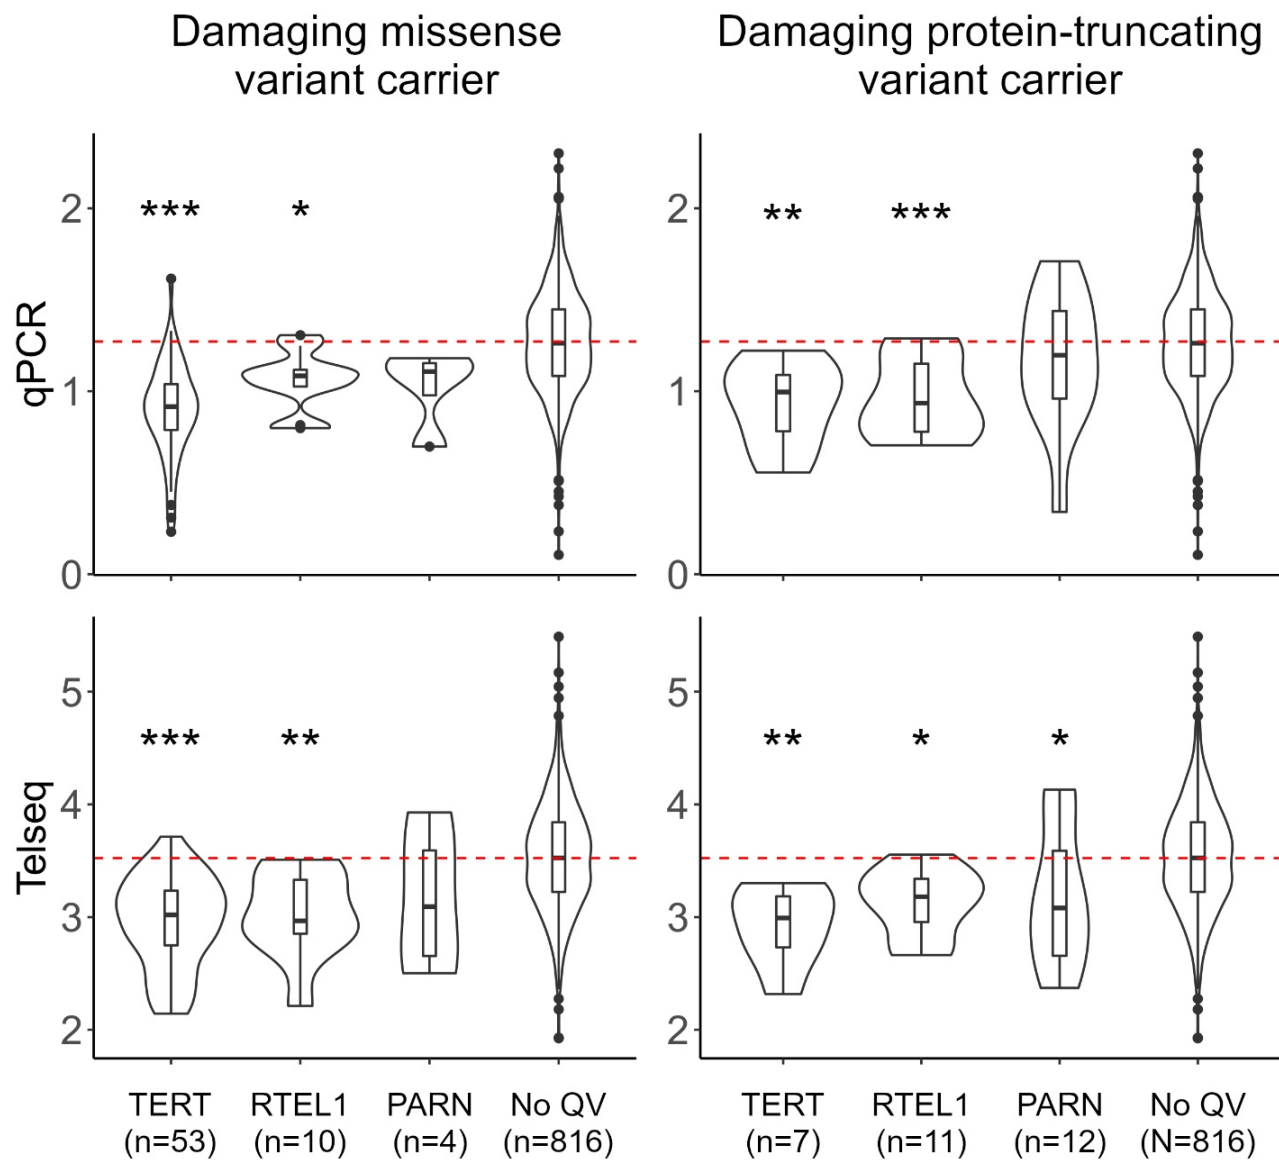 Damaging missense
variant carrier
Damaging protein-truncating
variant carrier
qPCR
2
1
0
*** *
2
1
0
** ***
Telseq
5
4
3
2
*** **
5
4
3
2
** * *
TERT RTEL1 PARN No QV
(n=53) (n=10) (n=4) (n=816)
TERT RTEL1 PARN No QV
(n=7) (n=11) (n=12) (N=816)